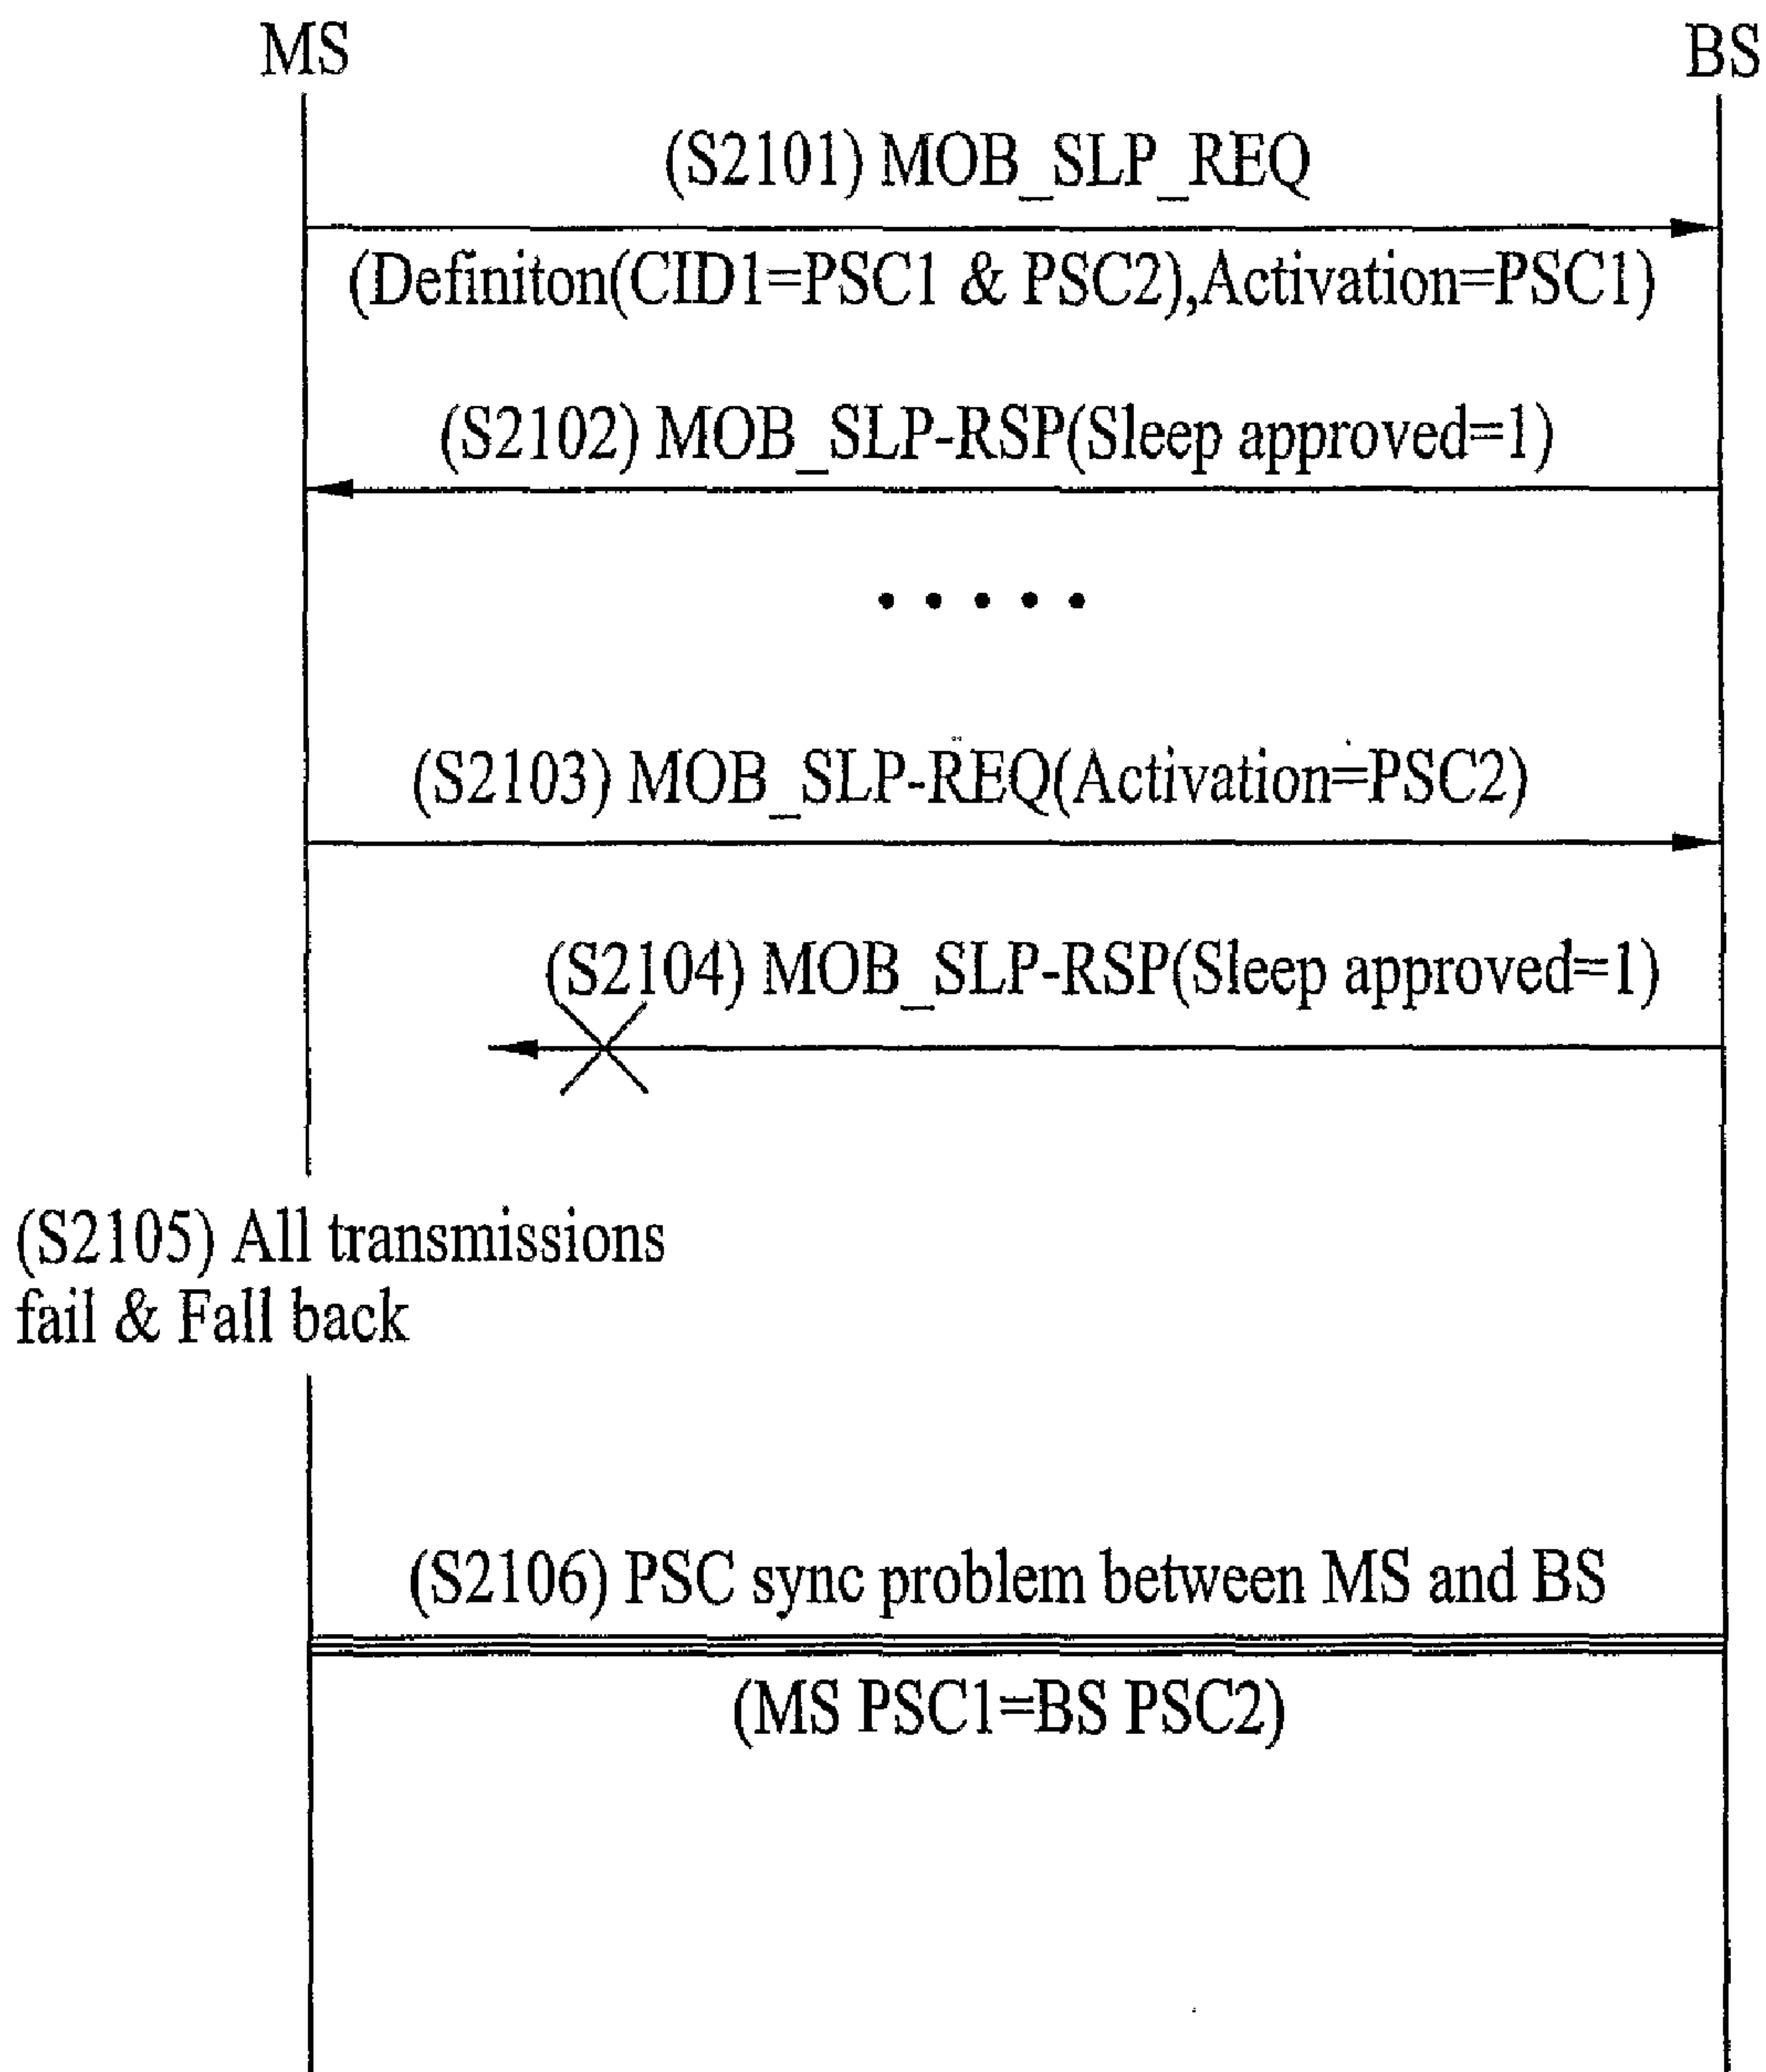 MS
BS
(S2101) MOB_SLP_REQ
(Definiton(CID1=PSC1 & PSC2),Activation=PSC1)
(S2102) MOB_SLP-RSP(Sleep approved=1)
(S2103) MOB_SLP-REQ(Activation=PSC2)
(S2104) MOB_SLP-RSP(Sleep approved=1)
(S2105) All transmissions
fail & Fall back
(S2106) PSC sync problem between MS and BS
(MS PSC1=BS PSC2)